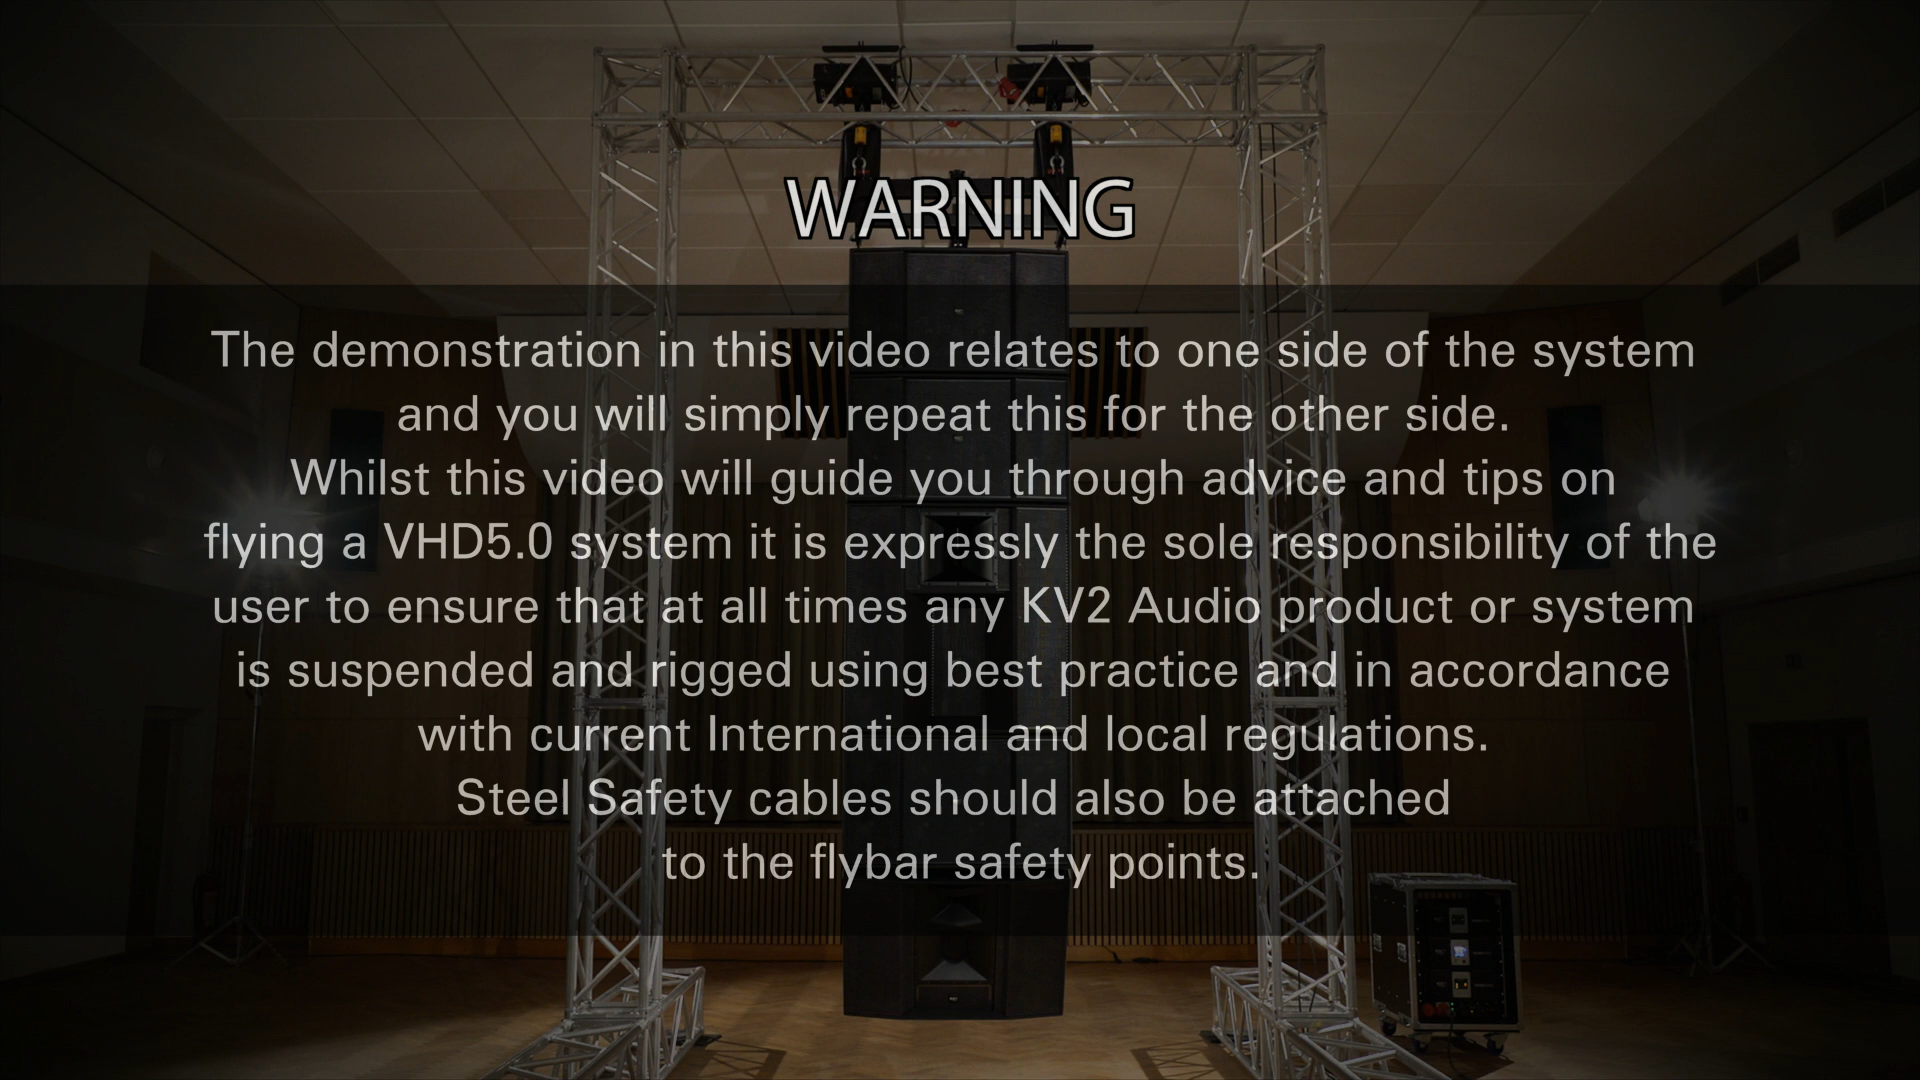 WARNING
The demonstration in this video relates to one side of the system
and you will simply repeat this for the other side.
Whilst this video will guide you through advice and tips on
flying a VHD5.0 system it is expressly the sole responsibility of the
user to ensure that at all times any KV2 Audio product or system
is suspended and rigged using best practice and in accordance
with current International and local regulations.
Steel Safety cables should also be attached
to the flybar safety points.